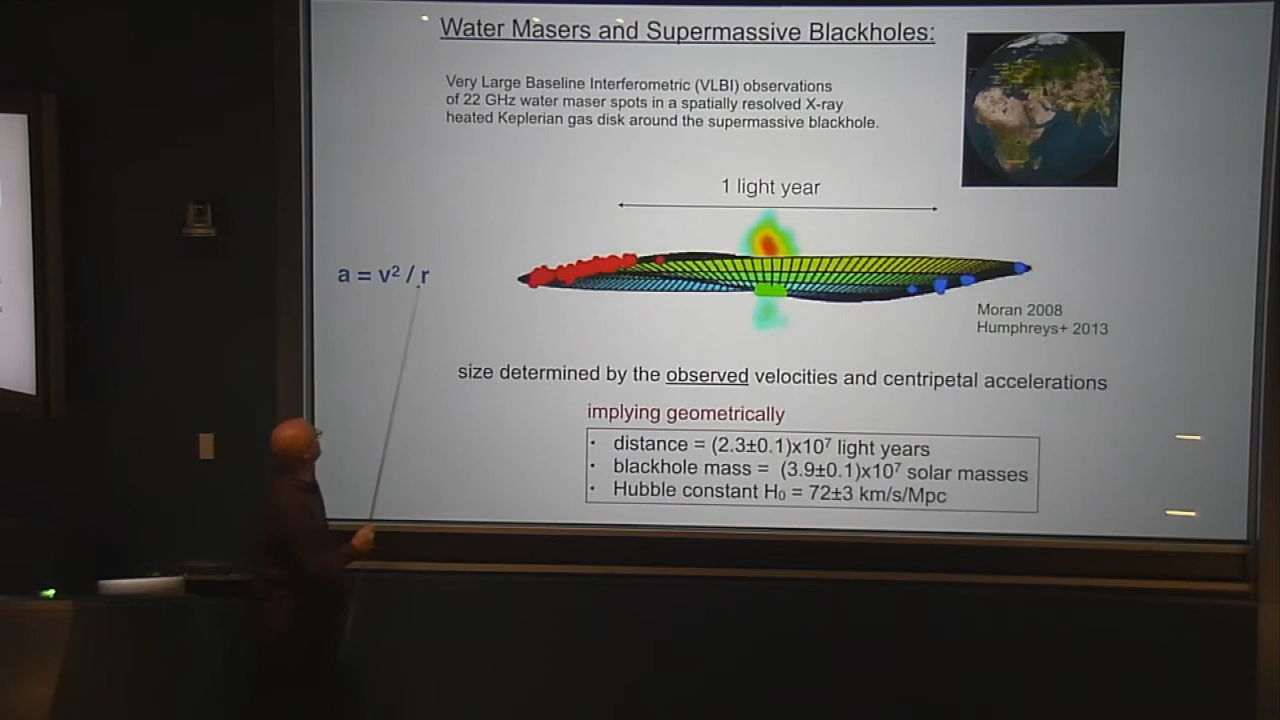 Water Masers and Supermassive Blackholes:
Very Large Baseline Interferometric (VLBI) observations
of 22 GHz water maser spots in a spatially resolved X-ray
heated Keplerian gas disk around the supermassive blackhole.
1 light year
a = v² / r
Moran 2008
Humphreys+ 2013
size determined by the observed velocities and centripetal accelerations
implying geometrically
· distance = (2.3±0.1)x10⁷ light years
· blackhole mass = (3.9±0.1)x10⁷ solar masses
· Hubble constant H₀ = 72±3 km/s/Mpc